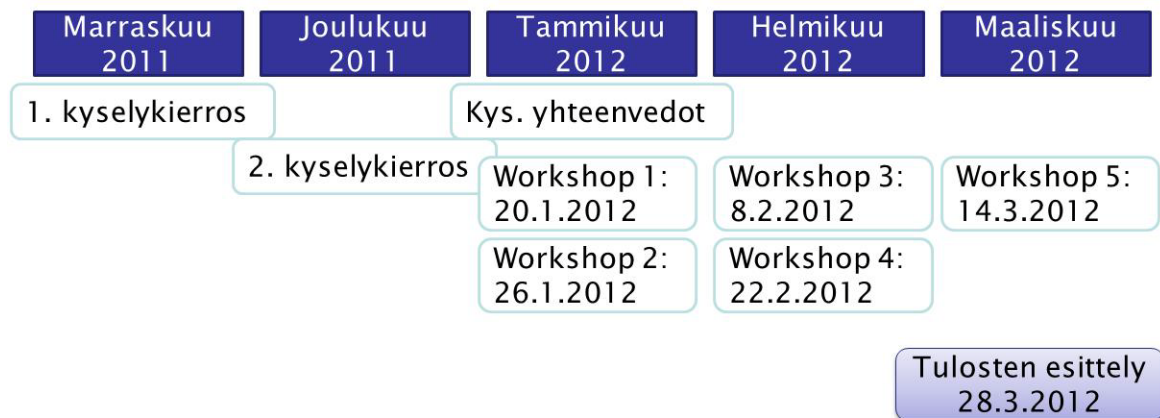 Marraskuu
2011
Joulukuu
2011
Tammikuu
2012
Helmikuu
2012
Maaliskuu
2012
1. kyselykierros
Kys. yhteenvedot
2. kyselykierros
Workshop 1:
20.1.2012
Workshop 3:
8.2.2012
Workshop 5:
14.3.2012
Workshop 2:
26.1.2012
Workshop 4:
22.2.2012
Tulosten esittely
28.3.2012